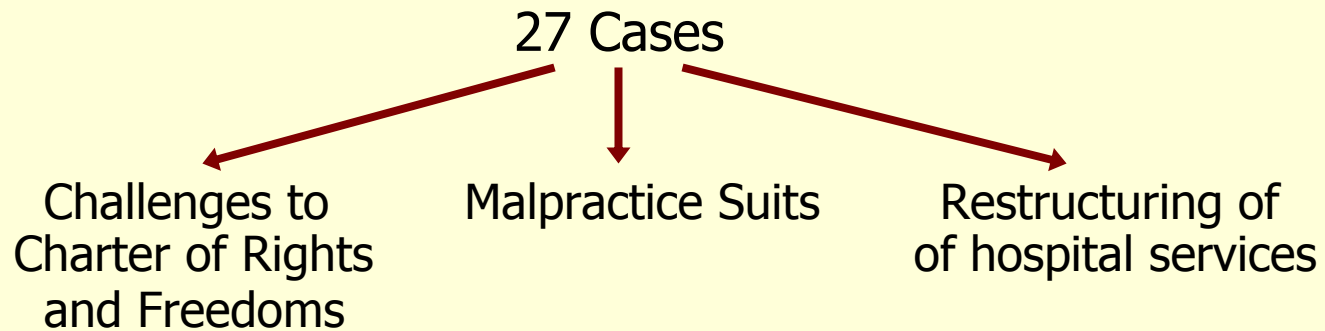 27 Cases
Challenges to
Charter of Rights
and Freedoms
Malpractice Suits
Restructuring of
of hospital services